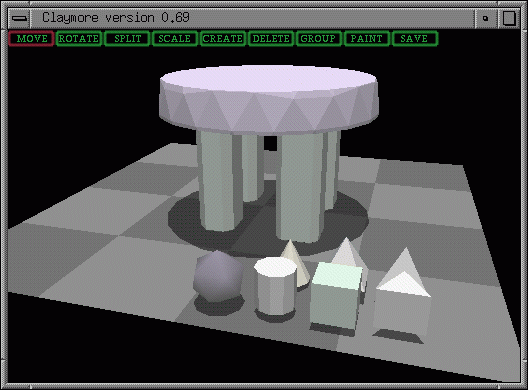 Claymore version 0.69
MOVE ROTATE SPLIT SCALE CREATE DELETE GROUP PAINT SAVE